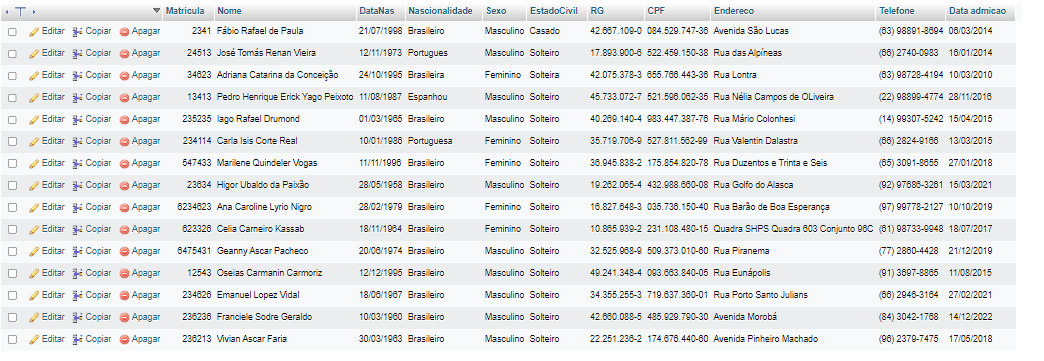 Matricula Nome DataNas Nascionalidade Sexo EstadoCivil RG CPF Endereco Telefone Data admicao
Editar Copiar Apagar 2341 Fábio Rafael de Paula 21/07/1998 Brasileiro Masculino Casado 42.667.109-0 084.529.747-36 Avenida São Lucas (63) 98891-8694 06/03/2014
Editar Copiar Apagar 24513 José Tomás Renan Vieira 12/11/1973 Portugues Masculino Solteiro 17.893.900-6 522.459.150-38 Rua das Alpíneas (66) 2740-0983 16/01/2014
Editar Copiar Apagar 34623 Adriana Catarina da Conceição 24/10/1995 Brasileira Feminino Solteira 42.075.378-3 655.766.443-36 Rua Lontra (63) 98728-4194 10/03/2010
Editar Copiar Apagar 13413 Pedro Henrique Erick Yago Peixoto 11/08/1987 Espanhou Masculino Solteiro 45.733.072-7 521.596.062-35 Rua Nélia Campos de OLiveira (22) 98899-4774 28/11/2016
Editar Copiar Apagar 235235 Iago Rafael Drumond 01/03/1965 Brasileiro Masculino Solteiro 40.269.140-4 983.447.387-76 Rua Mário Colonhesi (14) 99307-5242 15/04/2015
Editar Copiar Apagar 234114 Carla Isis Corte Real 10/01/1986 Portuguesa Feminino Solteiro 35.719.706-9 527.811.562-99 Rua Valentin Dalastra (66) 2824-9166 13/03/2015
Editar Copiar Apagar 547433 Marilene Quindeler Vogas 11/11/1996 Brasileiro Feminino Solteiro 36.945.838-2 175.854.820-78 Rua Duzentos e Trinta e Seis (65) 3091-8655 27/01/2018
Editar Copiar Apagar 23634 Higor Ubaldo da Paixão 28/05/1958 Brasileiro Masculino Solteiro 19.262.065-4 432.988.660-08 Rua Golfo do Alasca (92) 97686-3261 15/03/2021
Editar Copiar Apagar 6234623 Ana Caroline Lyrio Nigro 28/02/1979 Brasileiro Feminino Solteiro 16.827.648-3 035.736.150-40 Rua Barão de Boa Esperança (97) 99778-2127 10/10/2019
Editar Copiar Apagar 623326 Celia Carneiro Kassab 18/11/1964 Brasileiro Feminino Solteiro 10.865.939-2 231.108.480-15 Quadra SHPS Quadra 603 Conjunto 96C (61) 98733-9948 18/07/2017
Editar Copiar Apagar 6475431 Geanny Ascar Pacheco 20/06/1974 Brasileiro Masculino Solteiro 32.625.968-9 509.373.010-60 Rua Piranema (77) 2860-4428 21/12/2019
Editar Copiar Apagar 12543 Oseias Carmanin Carmoriz 12/12/1995 Brasileiro Masculino Solteiro 49.241.348-4 093.663.840-05 Rua Eunápolis (91) 3697-8865 11/08/2015
Editar Copiar Apagar 234626 Emanuel Lopez Vidal 18/06/1967 Brasileiro Masculino Solteiro 34.355.255-3 719.637.360-01 Rua Porto Santo Julians (66) 2946-3164 27/02/2021
Editar Copiar Apagar 236236 Franciele Sodre Geraldo 10/03/1960 Brasileiro Masculino Solteiro 42.660.088-5 485.929.790-30 Avenida Morobá (84) 3042-1768 14/12/2022
Editar Copiar Apagar 236213 Vivian Ascar Faria 30/03/1963 Brasileiro Masculino Solteiro 22.251.236-2 174.676.440-60 Avenida Pinheiro Machado (96) 2379-7475 17/05/2018